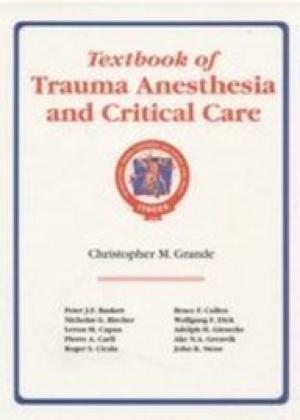 Textbook of
Trauma Anesthesia
and Critical Care
ITACCS
Christopher M. Grande
Peter J.F. Baskett
Nicholas G. Bircher
Levon M. Capan
Pierre A. Carli
Roger S. Cicala
Bruce F. Cullen
Wolfgang F. Dick
Adolph H. Giesecke
Ake N.A. Grenvik
John K. Stene